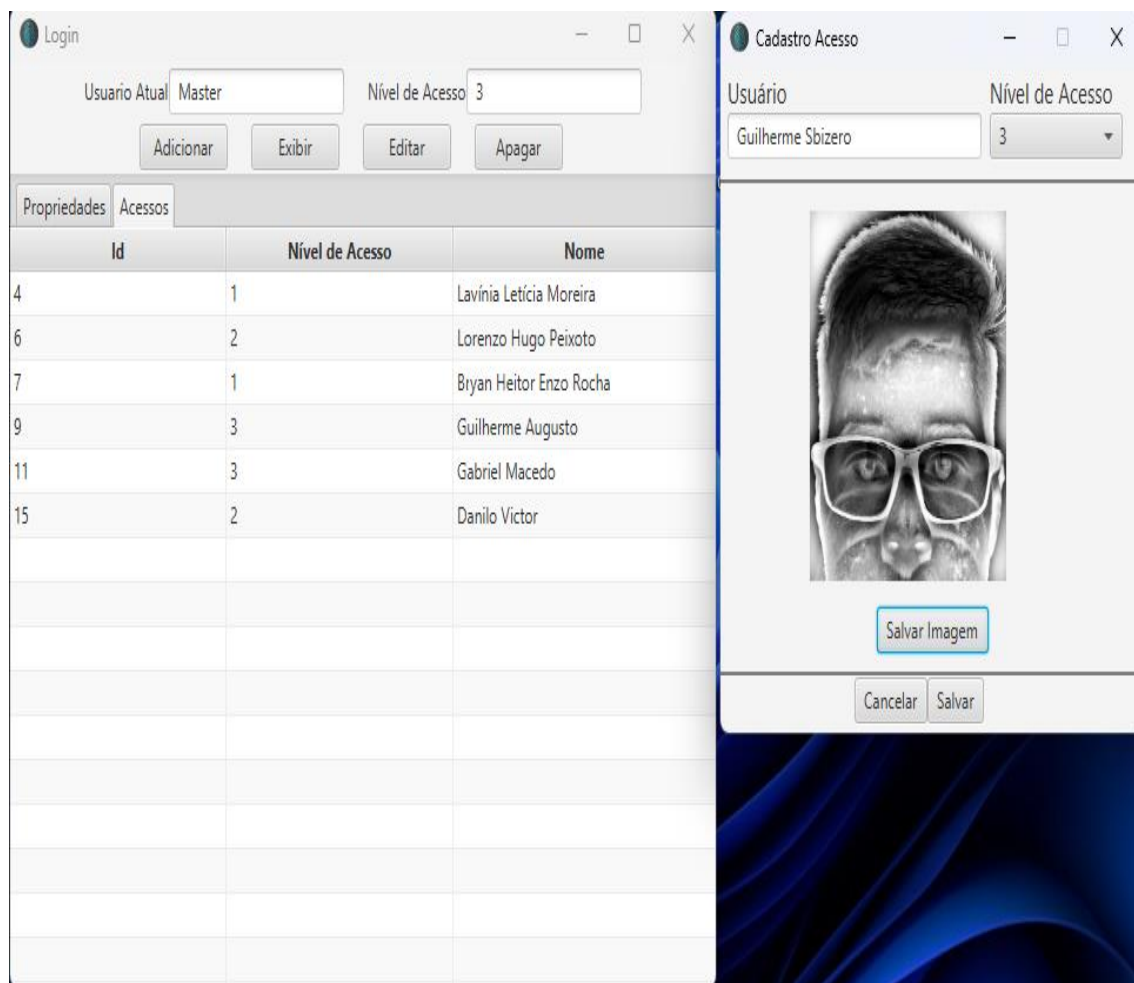 Login
Usuario Atual Master Nível de Acesso 3
Adicionar Exibir Editar Apagar
Propriedades Acessos
Id Nível de Acesso Nome
4 1 Lavínia Letícia Moreira
6 2 Lorenzo Hugo Peixoto
7 1 Bryan Heitor Enzo Rocha
9 3 Guilherme Augusto
11 3 Gabriel Macedo
15 2 Danilo Victor
Cadastro Acesso
Usuário Nível de Acesso
Guilherme Sbizero 3
Salvar Imagem
Cancelar Salvar